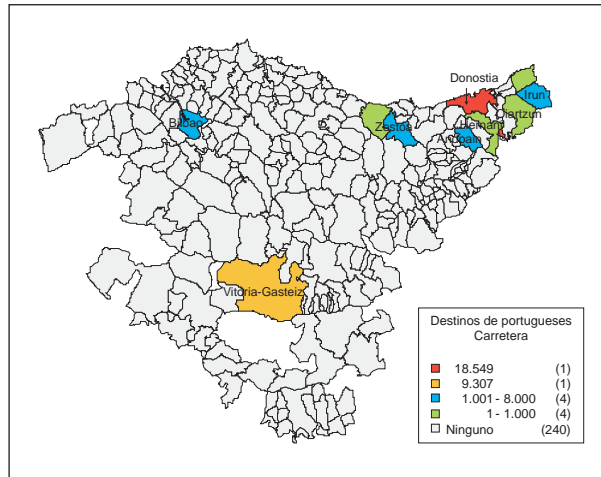 Donostia
Irun
Oiartzun
Hernani
Bilbao
Zestoa
Andoain
Vitoria-Gasteiz
Destinos de portugueses
Carretera
18.549 (1)
9.307 (1)
1.001 - 8.000 (4)
1 - 1.000 (4)
Ninguno (240)